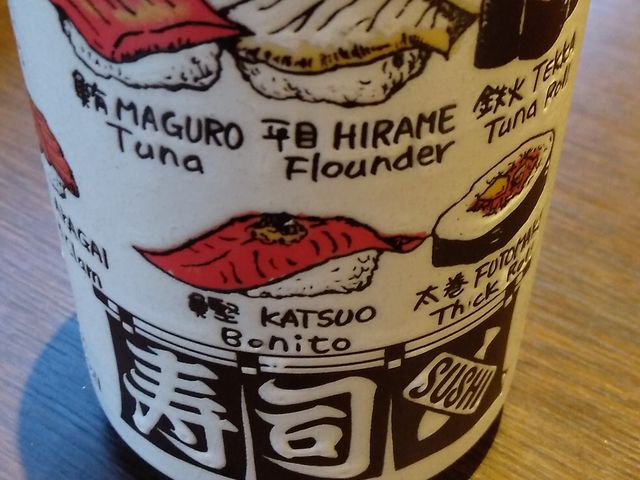 鮪 MAGURO
Tuna
平目 HIRAME
Flounder
鉄火 TEKKA
Tuna Roll
鰹 KATSUO
Bonito
太巻 FUTOMAKI
Thick Roll
寿司
SUSHI